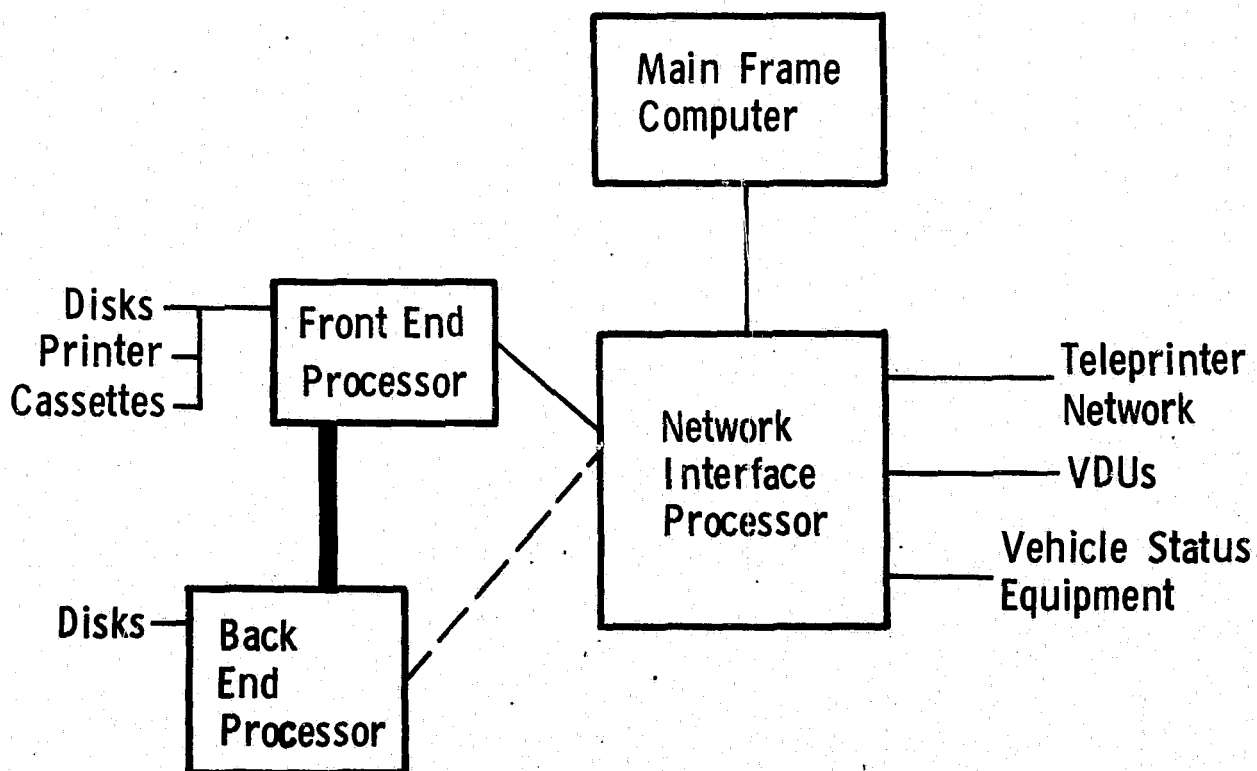 Main Frame
Computer
Disks
Printer
Cassettes
Front End
Processor
Network
Interface
Processor
Teleprinter
Network
VDUs
Vehicle Status
Equipment
Disks
Back
End
Processor